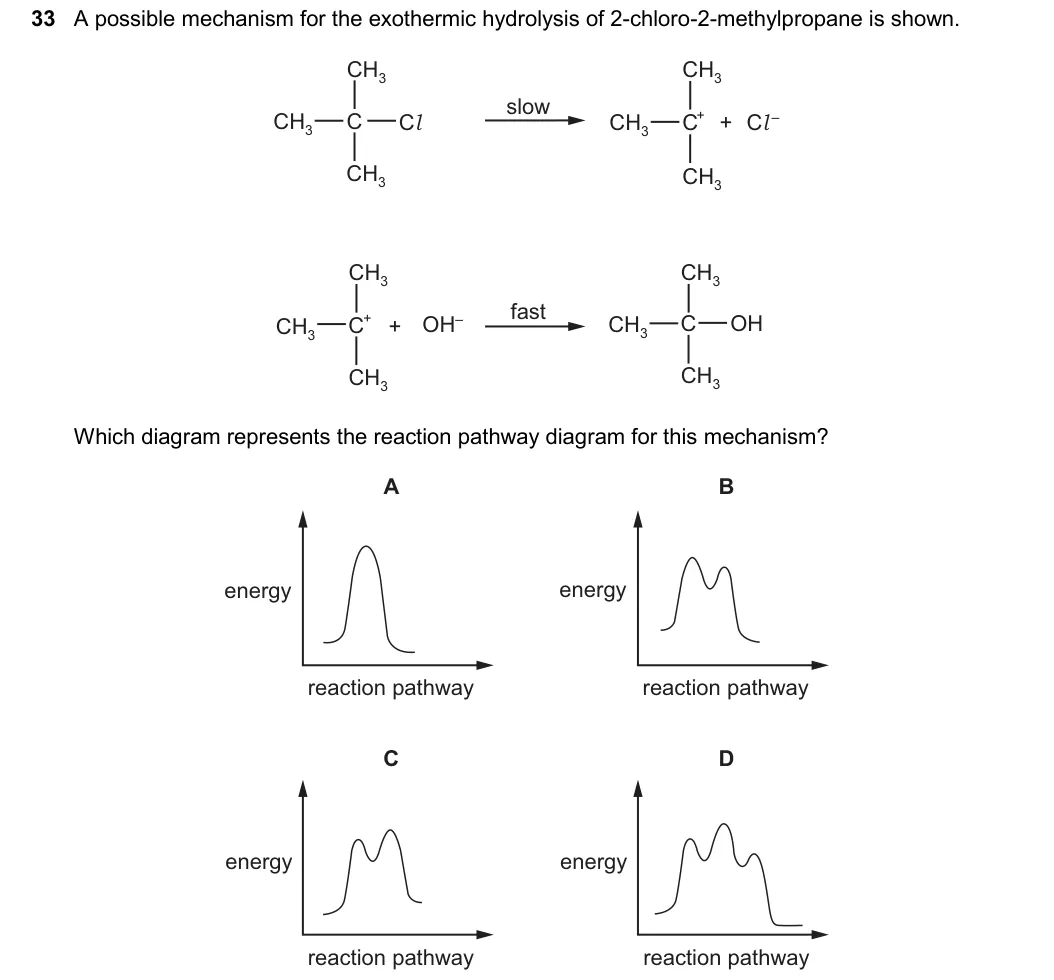 33 A possible mechanism for the exothermic hydrolysis of 2-chloro-2-methylpropane is shown.
CH₃ CH₃
CH₃—C—Cl slow CH₃—C⁺ + Cl⁻
CH₃ CH₃
CH₃ CH₃
CH₃—C⁺ + OH⁻ fast CH₃—C—OH
CH₃ CH₃
Which diagram represents the reaction pathway diagram for this mechanism?
A B
energy energy
reaction pathway reaction pathway
C D
energy energy
reaction pathway reaction pathway